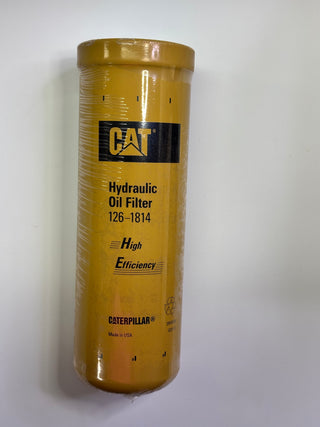 CAT
Hydraulic
Oil Filter
126-1814
High
Efficiency
CATERPILLAR®
Made in USA